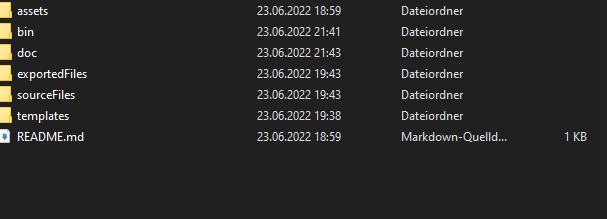 assets 23.06.2022 18:59 Dateiordner
bin 23.06.2022 21:41 Dateiordner
doc 23.06.2022 21:43 Dateiordner
exportedFiles 23.06.2022 19:43 Dateiordner
sourceFiles 23.06.2022 19:43 Dateiordner
templates 23.06.2022 19:38 Dateiordner
README.md 23.06.2022 18:59 Markdown-Quelld... 1 KB